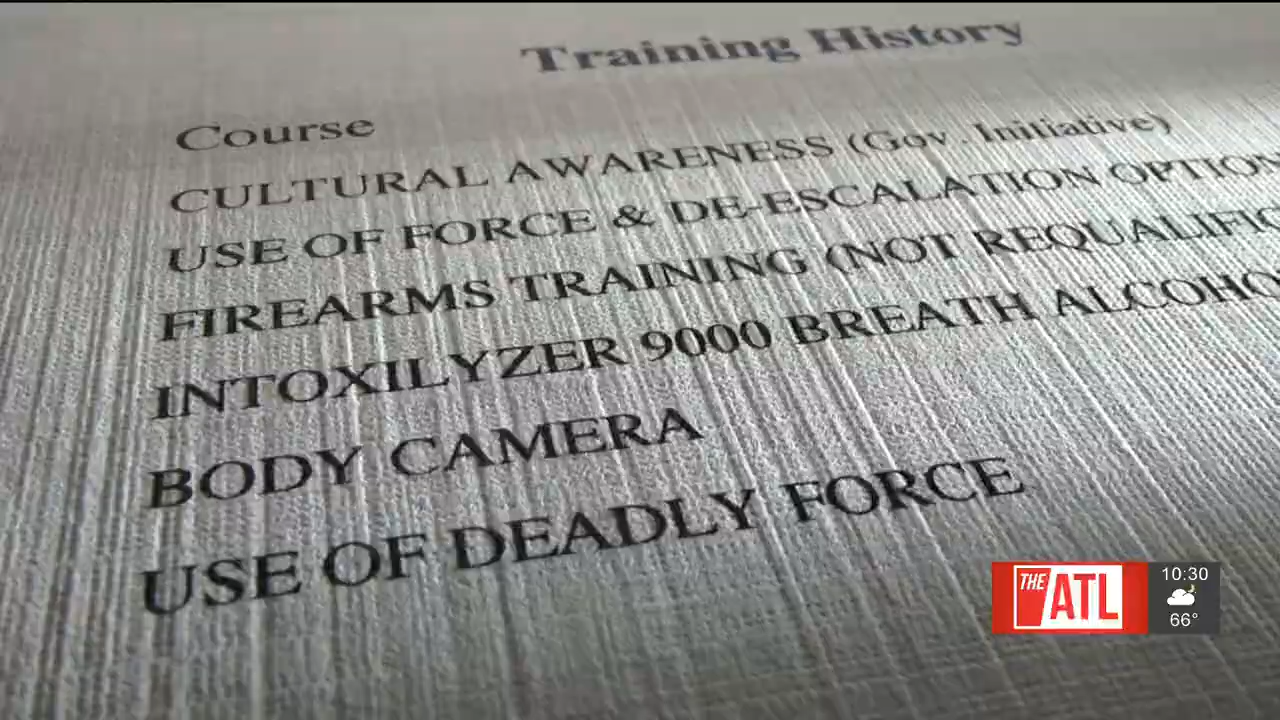 Training History
Course
CULTURAL AWARENESS (Gov. Initiative)
USE OF FORCE & DE-ESCALATION
FIREARMS TRAINING (NOT
INTOXILYZER 9000 BREATH
BODY CAMERA
USE OF DEADLY FORCE
THE ATL
10:30
66°